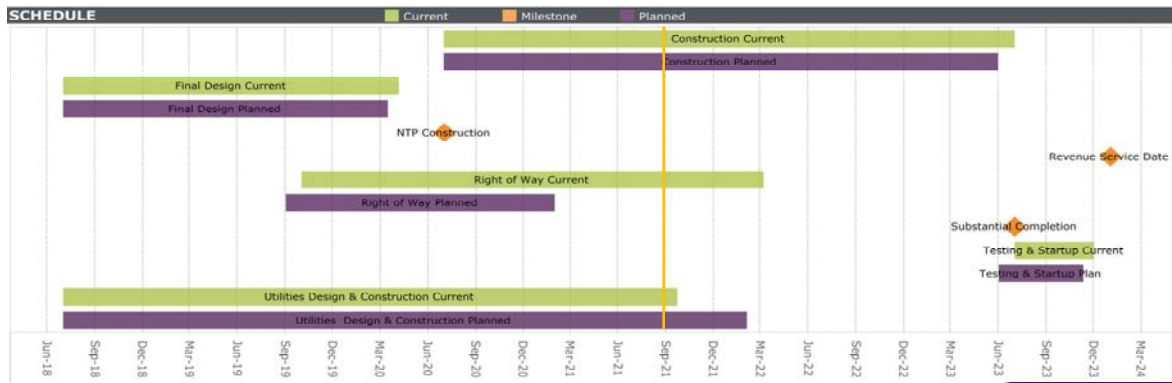 SCHEDULE
Current Milestone Planned
Construction Current
Construction Planned
Final Design Current
Final Design Planned
NTP Construction
Revenue Service Date
Right of Way Current
Right of Way Planned
Substantial Completion
Testing & Startup Current
Testing & Startup Plan
Utilities Design & Construction Current
Utilities Design & Construction Planned
Jun-18 Sep-18 Dec-18 Mar-19 Jun-19 Sep-19 Dec-19 Mar-20 Jun-20 Sep-20 Dec-20 Mar-21 Jun-21 Sep-21 Dec-21 Mar-22 Jun-22 Sep-22 Dec-22 Mar-23 Jun-23 Sep-23 Dec-23 Mar-24